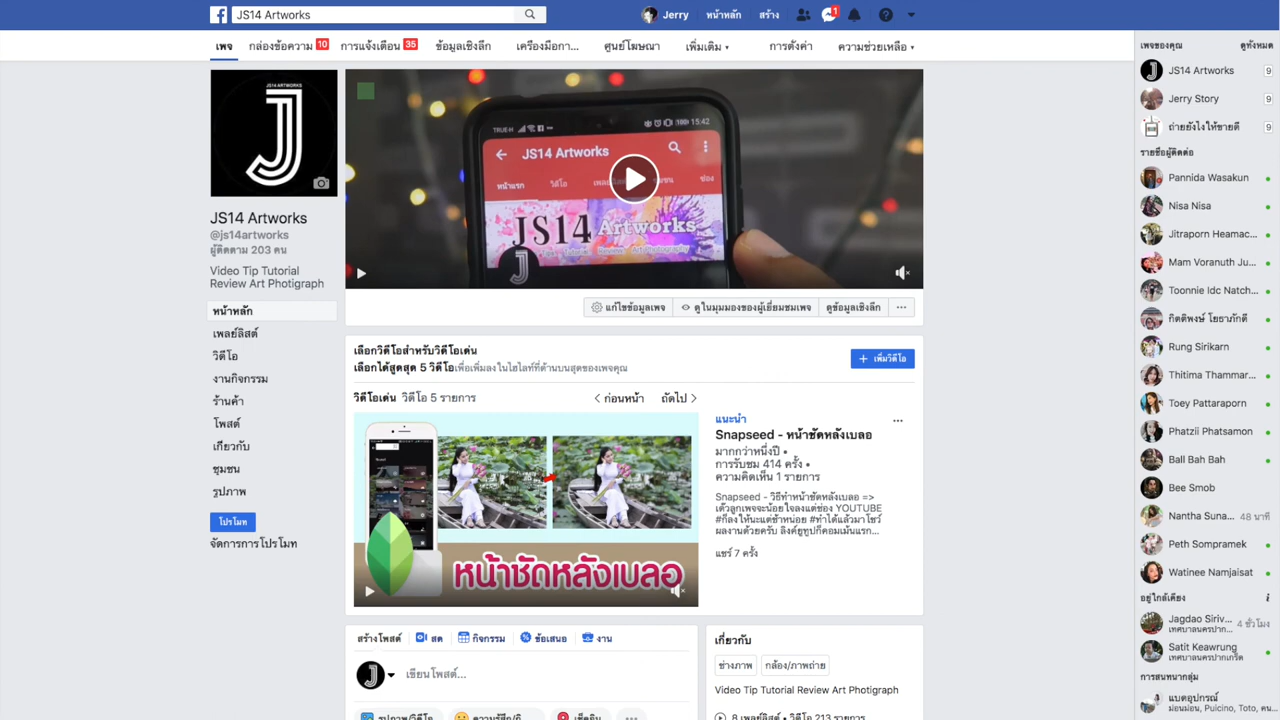 JS14 Artworks
Jerry
หน้าหลัก
สร้าง
1
เพจ
กล่องข้อความ 10
การแจ้งเตือน 35
ข้อมูลเชิงลึก
เครื่องมือกา...
ศูนย์โฆษณา
เพิ่มเติม
การตั้งค่า
ความช่วยเหลือ
JS14 ARTWORKS
JS14 Artworks
@js14artworks
ผู้ติดตาม 203 คน
Video Tip Tutorial
Review Art Photigraph
หน้าหลัก
เพลย์ลิสต์
วิดีโอ
งานกิจกรรม
ร้านค้า
โพสต์
เกี่ยวกับ
ชุมชน
รูปภาพ
โปรโมท
จัดการการโปรโมท
TRUE-H
15:42
JS14 Artworks
หน้าแรก
วิดีโอ
ช่อง
JS14 Artworks
แก้ไขข้อมูลเพจ
ดูในมุมมองของผู้เยี่ยมชมเพจ
ดูข้อมูลเชิงลึก
...
เลือกวิดีโอสำหรับวิดีโอเด่น
เลือกได้สูงสุด 5 วิดีโอเพื่อเพิ่มลงในไฮไลท์ที่ด้านบนสุดของเพจคุณ
+ เพิ่มวิดีโอ
วิดีโอเด่น วิดีโอ 5 รายการ
ก่อนหน้า
ถัดไป
หน้าชัดหลังเบลอ
แนะนำ
Snapseed - หน้าชัดหลังเบลอ
มากกว่าหนึ่งปี •
การรับชม 414 ครั้ง •
ความคิดเห็น 1 รายการ
Snapseed - วิธีทำหน้าชัดหลังเบลอ =>
เต๊วลูกเพจจะน้อยใจลงแต่ช่อง YOUTUBE
#ก็ลงให้นะแต่ช้าหน่อย #ทำได้แล้วมาโชว์
ผลงานด้วยครับ ลิงค์ยูทูปก็คอมเม้นแรก...
แชร์ 7 ครั้ง
สร้างโพสต์
สด
กิจกรรม
ข้อเสนอ
งาน
เขียนโพสต์...
รูปภาพ/วิดีโอ
เช็คอิน
เกี่ยวกับ
ช่างภาพ
กล้อง/ภาพถ่าย
Video Tip Tutorial Review Art Photigraph
8 เพลย์ลิสต์ • วิดีโอ 213 รายการ
เพจของคุณ
ดูทั้งหมด
JS14 Artworks 9
Jerry Story 9
ถ่ายยังไงให้ขายดี 9
รายชื่อผู้ติดต่อ
Pannida Wasakun
Nisa Nisa
Jitraporn Heamac...
Mam Voranuth Ju...
Toonnie Idc Natch...
กิตติพงษ์ โยธาภักดี
Rung Sirikarn
Thitima Thammar...
Toey Pattaraporn
Phatzii Phatsamon
Ball Bah Bah
Bee Smob
Nantha Suna... 48 นาที
Peth Sompramek
Watinee Namjaisat
อยู่ใกล้เคียง
Jagdao Siriv... 4 ชั่วโมง
เทศบาลนครปาก...
Satit Keawrung
เทศบาลนครปากเกร็ด
การสนทนากลุ่ม
แบดอุปกรณ์
ม่อนม่อน, Puicino, Toto, คน...